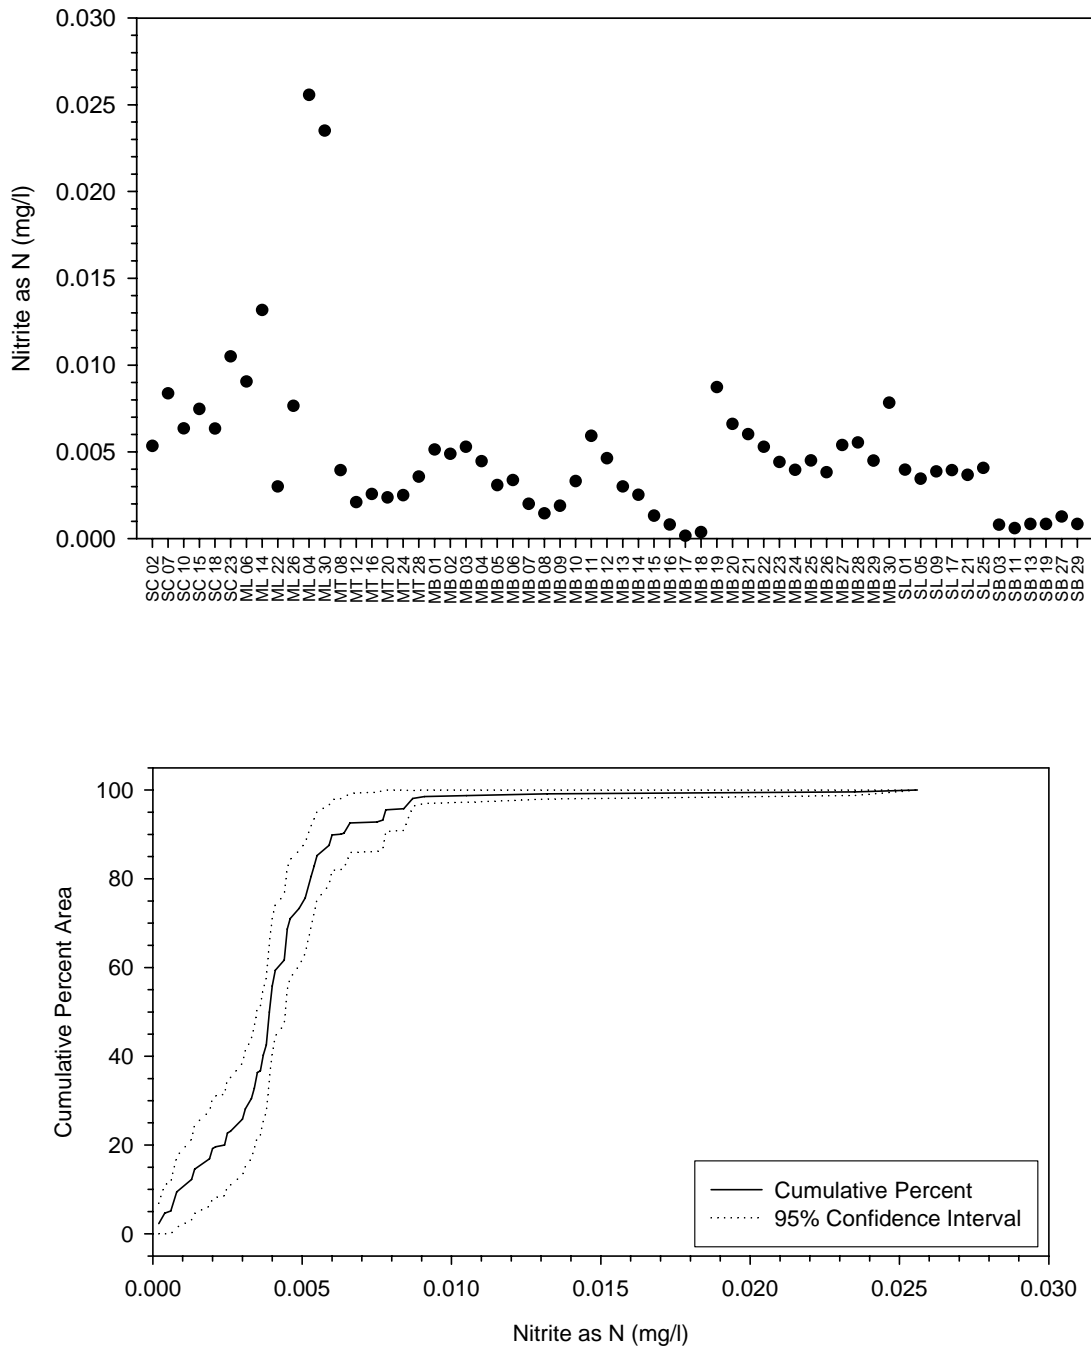 0.030
0.025
0.020
0.015
0.010
0.005
0.000
Nitrite as N (mg/l)
SC 02
SC 07
SC 10
SC 15
SC 18
SC 23
ML 06
ML 14
ML 22
ML 26
ML 04
ML 30
MT 08
MT 12
MT 16
MT 20
MT 24
MT 28
MB 01
MB 02
MB 03
MB 04
MB 05
MB 06
MB 07
MB 08
MB 09
MB 10
MB 11
MB 12
MB 13
MB 14
MB 15
MB 16
MB 17
MB 18
MB 19
MB 20
MB 21
MB 22
MB 23
MB 24
MB 25
MB 26
MB 27
MB 28
MB 29
MB 30
SL 01
SL 05
SL 09
SL 17
SL 21
SL 25
SB 03
SB 11
SB 13
SB 19
SB 27
SB 29
100
80
60
40
20
0
Cumulative Percent Area
Cumulative Percent
95% Confidence Interval
0.000 0.005 0.010 0.015 0.020 0.025 0.030
Nitrite as N (mg/l)